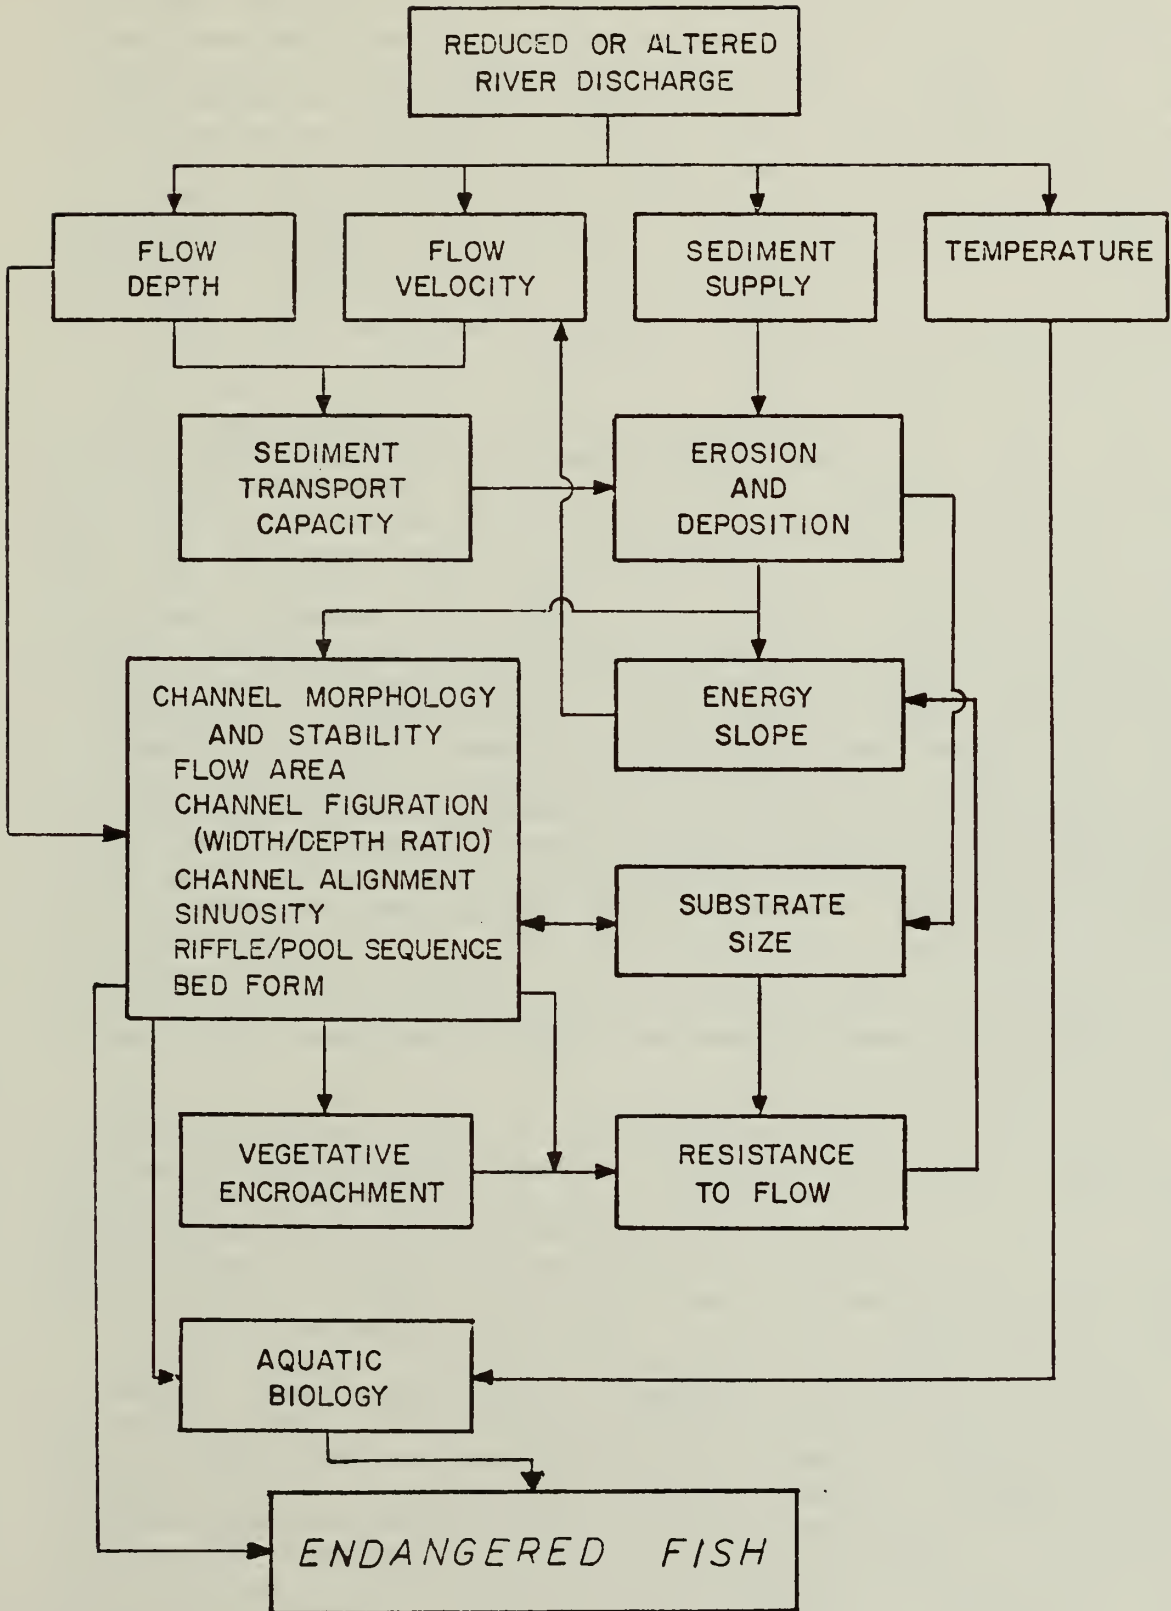 REDUCED OR ALTERED
RIVER DISCHARGE
FLOW
DEPTH
FLOW
VELOCITY
SEDIMENT
SUPPLY
TEMPERATURE
SEDIMENT
TRANSPORT
CAPACITY
EROSION
AND
DEPOSITION
CHANNEL MORPHOLOGY
AND STABILITY
FLOW AREA
CHANNEL FIGURATION
(WIDTH/DEPTH RATIO)
CHANNEL ALIGNMENT
SINUOSITY
RIFFLE/POOL SEQUENCE
BED FORM
ENERGY
SLOPE
SUBSTRATE
SIZE
VEGETATIVE
ENCROACHMENT
RESISTANCE
TO FLOW
AQUATIC
BIOLOGY
ENDANGERED FISH